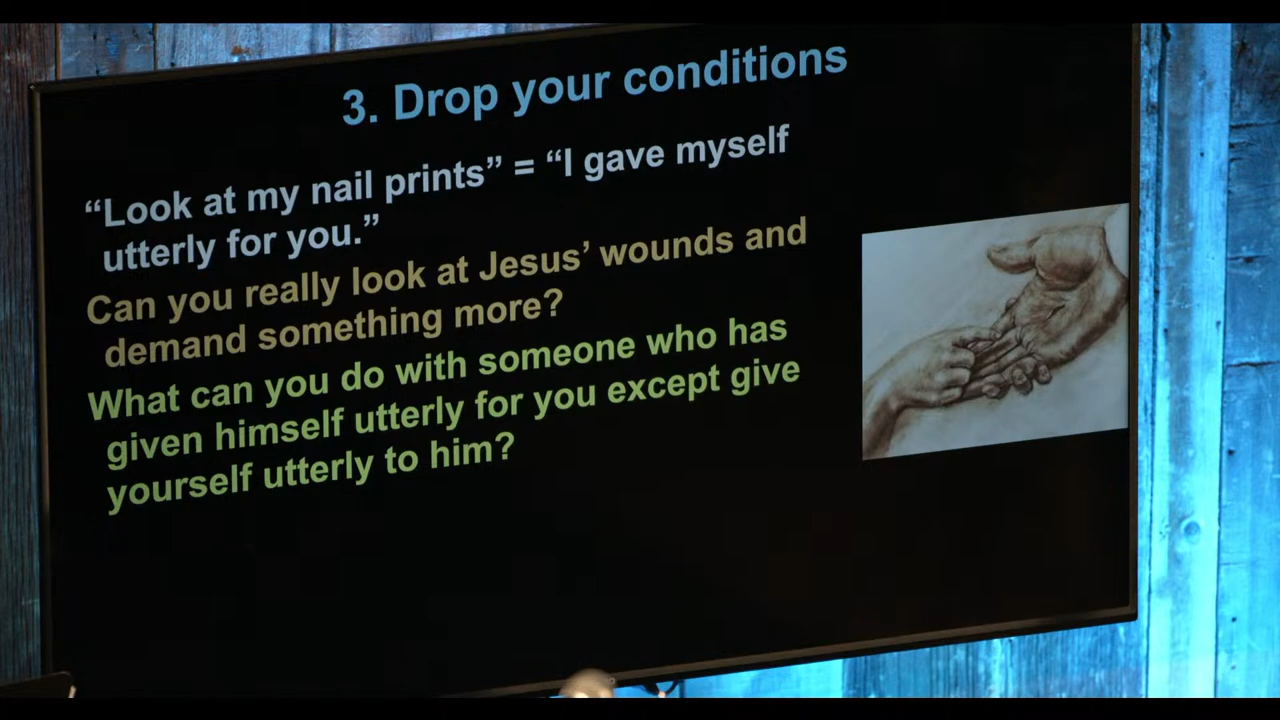 3. Drop your conditions
“Look at my nail prints” = “I gave myself
utterly for you.”
Can you really look at Jesus’ wounds and
demand something more?
What can you do with someone who has
given himself utterly for you except give
yourself utterly to him?